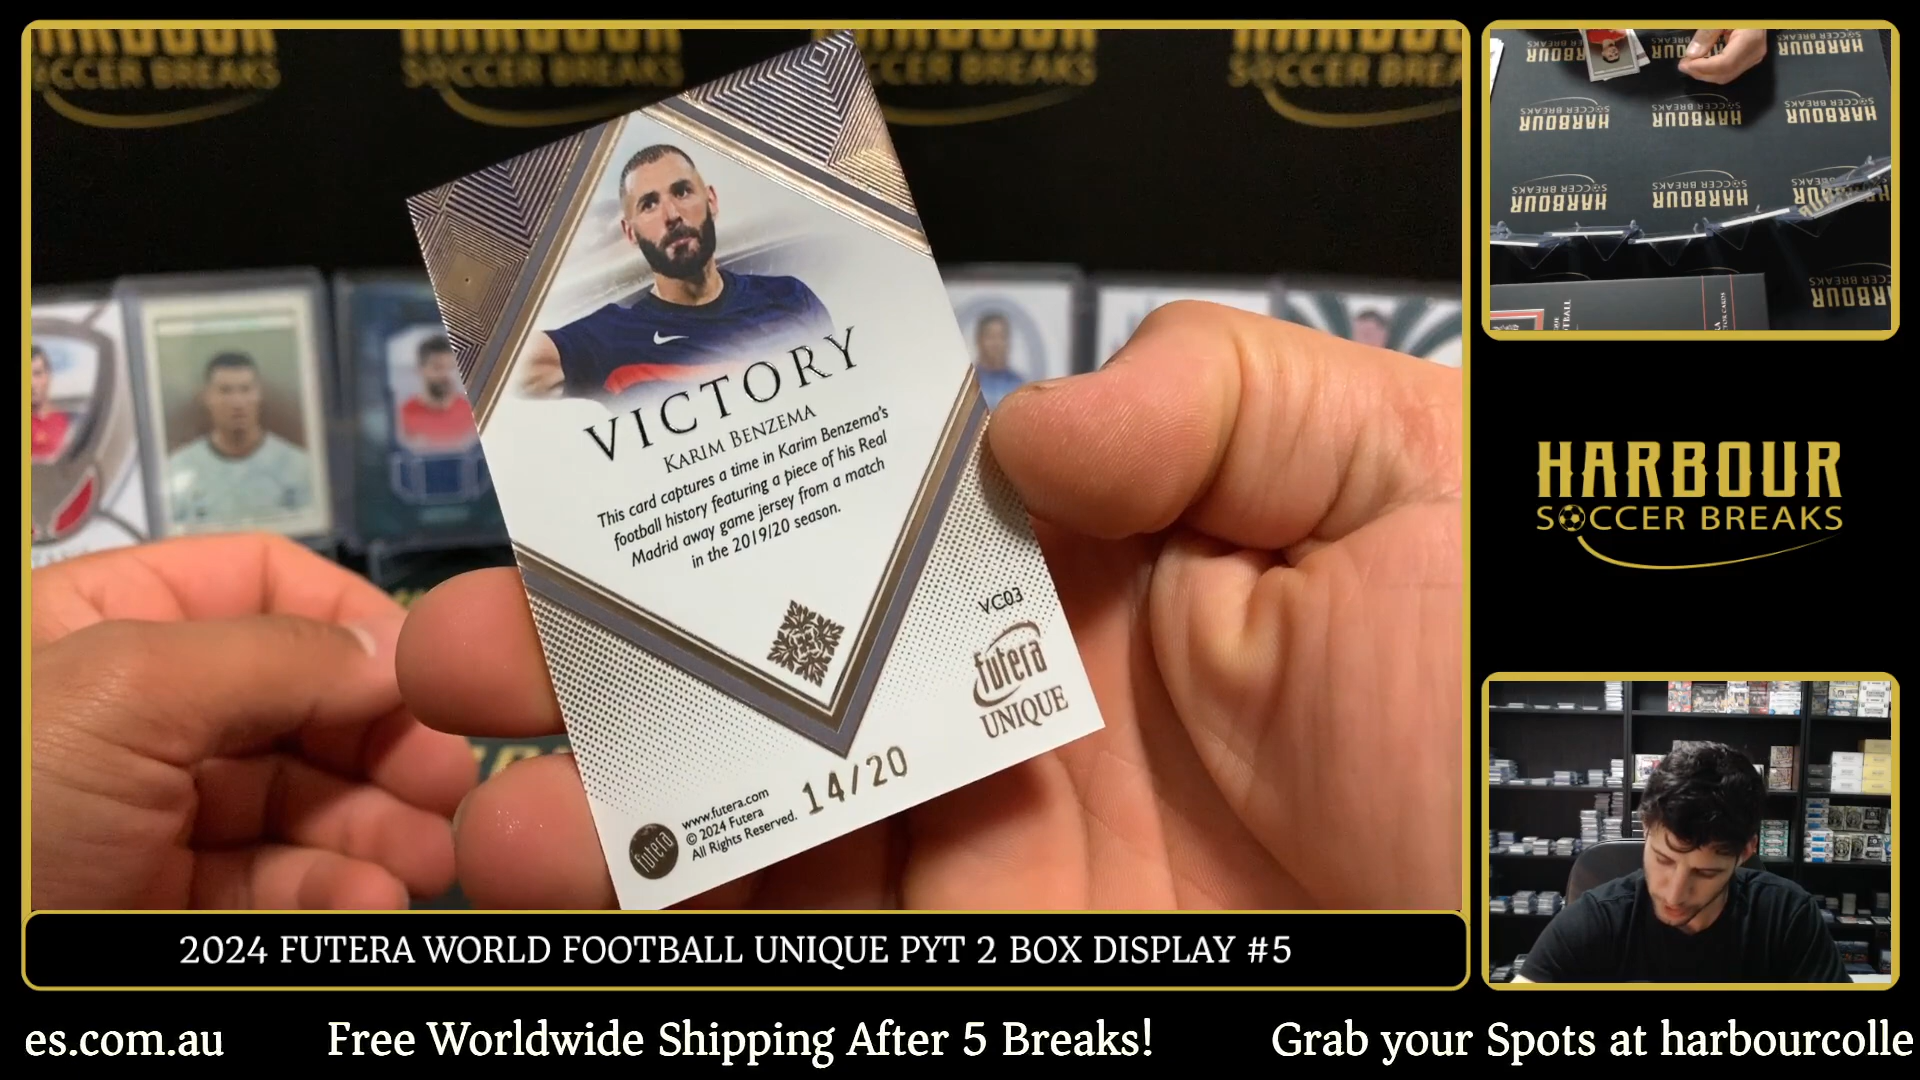 HARBOUR
SOCCER BREAKS
VICTORY
KARIM BENZEMA
This card captures a time in Karim Benzema's
football history featuring a piece of his Real
Madrid away game jersey from a match
in the 2019/20 season.
VC03
futera
UNIQUE
14/20
futera
www.futera.com
© 2024 Futera
All Rights Reserved.
HARBOUR
SOCCER BREAKS
2024 FUTERA WORLD FOOTBALL UNIQUE PYT 2 BOX DISPLAY #5
es.com.au Free Worldwide Shipping After 5 Breaks! Grab your Spots at harbourcolle